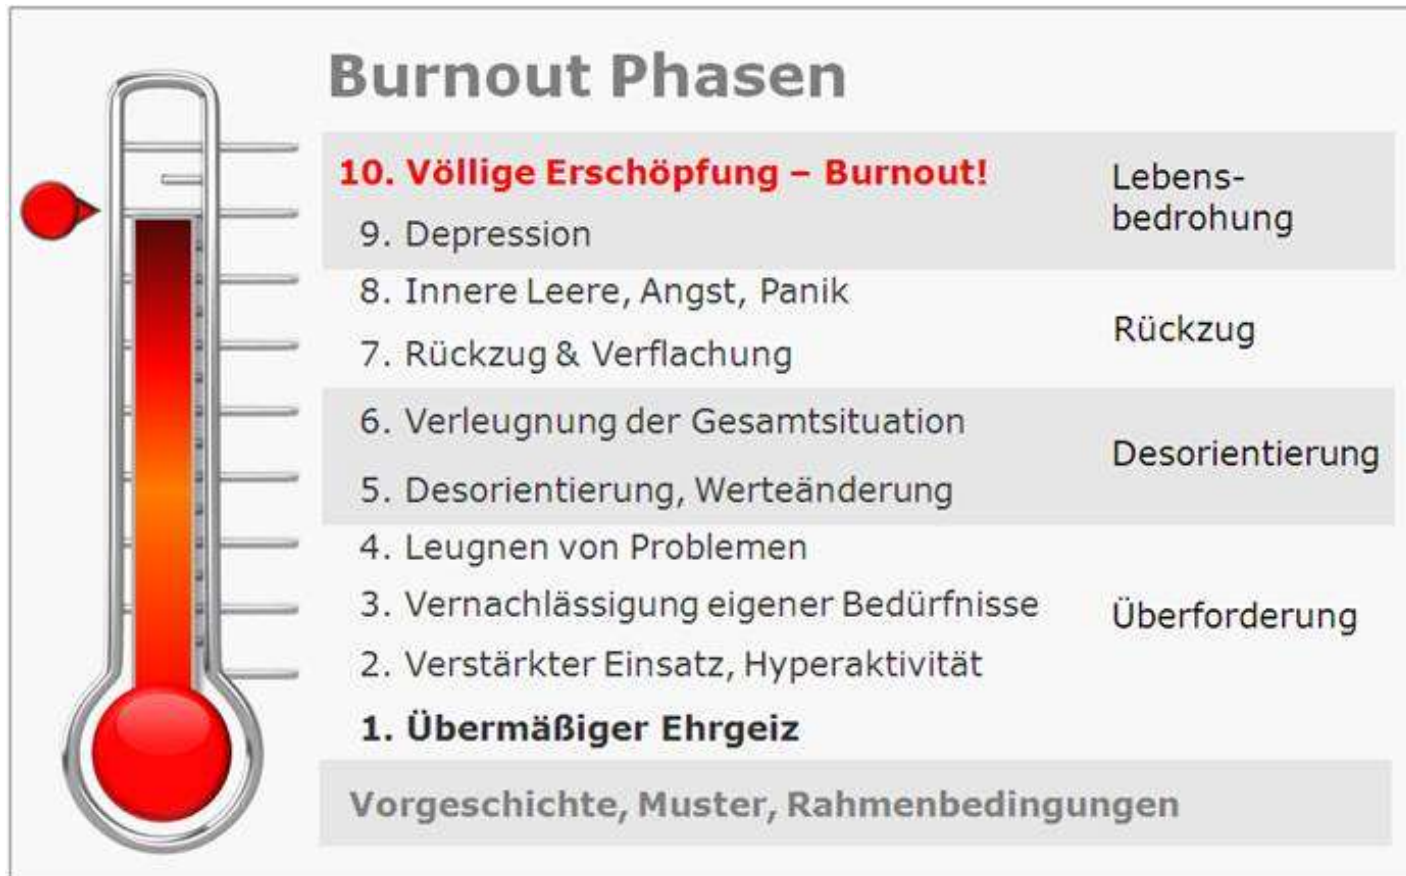 Burnout Phasen
10. Völlige Erschöpfung – Burnout!
9. Depression
Lebens-
bedrohung
8. Innere Leere, Angst, Panik
7. Rückzug & Verflachung
Rückzug
6. Verleugnung der Gesamtsituation
5. Desorientierung, Werteänderung
Desorientierung
4. Leugnen von Problemen
3. Vernachlässigung eigener Bedürfnisse
2. Verstärkter Einsatz, Hyperaktivität
1. Übermäßiger Ehrgeiz
Überforderung
Vorgeschichte, Muster, Rahmenbedingungen